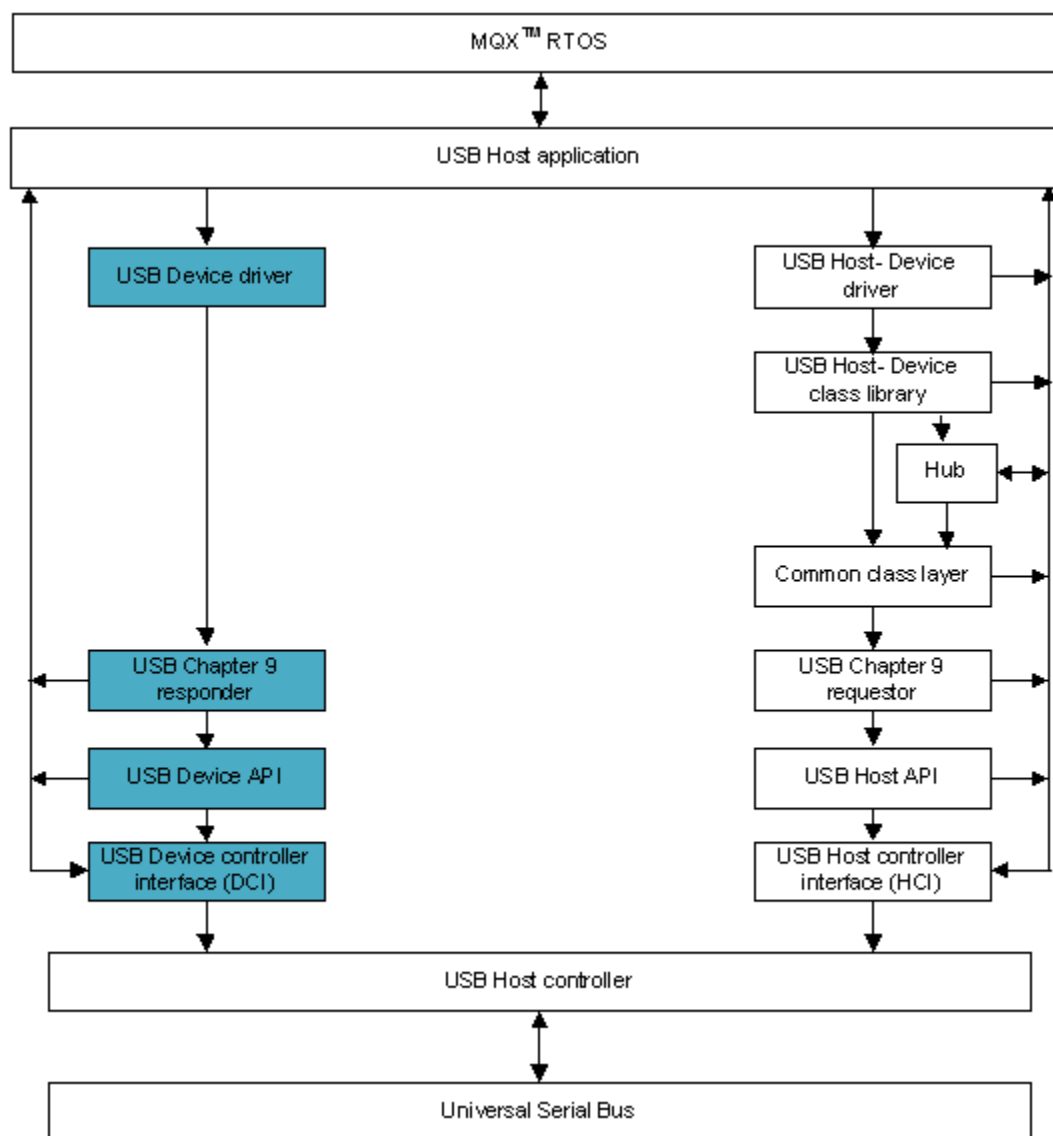 MQX™ RTOS
USB Host application
USB Device driver
USB Host- Device
driver
USB Host- Device
class library
Hub
Common class layer
USB Chapter 9
responder
USB Chapter 9
requestor
USB Device API
USB Host API
USB Device controller
interface (DCI)
USB Host controller
interface (HCI)
USB Host controller
Universal Serial Bus